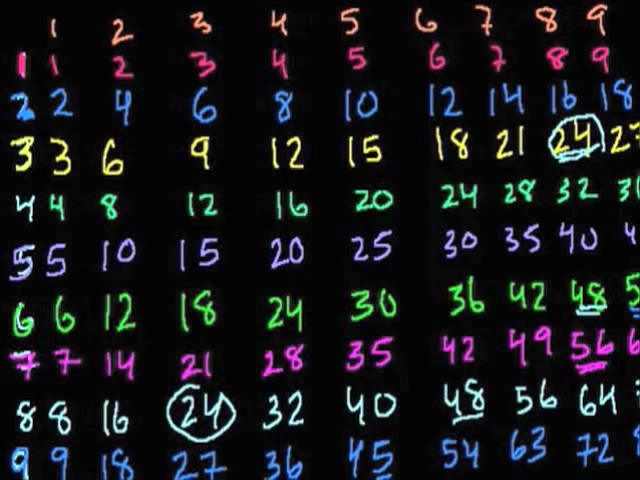 1 2 3 4 5 6 7 8 9
1 1 2 3 4 5 6 7 8 9
2 2 4 6 8 10 12 14 16 18
3 3 6 9 12 15 18 21 24 27
4 4 8 12 16 20 24 28 32
5 5 10 15 20 25 30 35 40
6 6 12 18 24 30 36 42 48 5
7 7 14 21 28 35 42 49 56 6
8 8 16 24 32 40 48 56 64
9 9 18 27 36 45 54 63 72